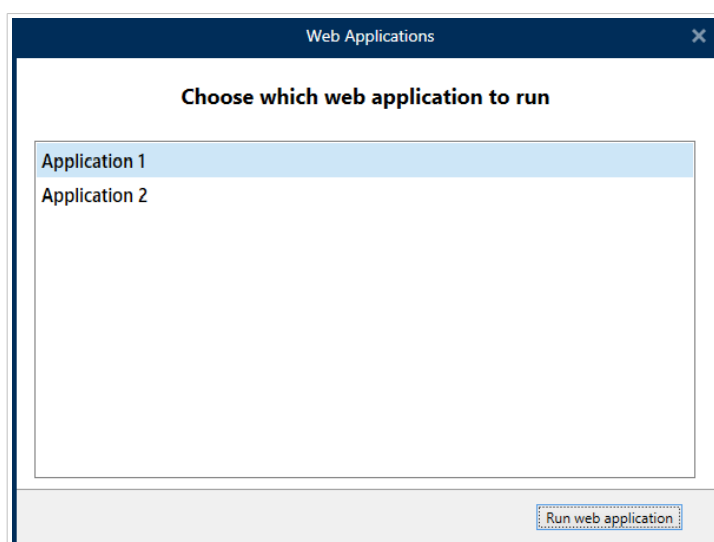 Web Applications
Choose which web application to run
Application 1
Application 2
Run web application